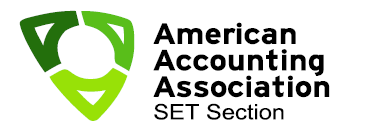 American
Accounting
Association
SET Section